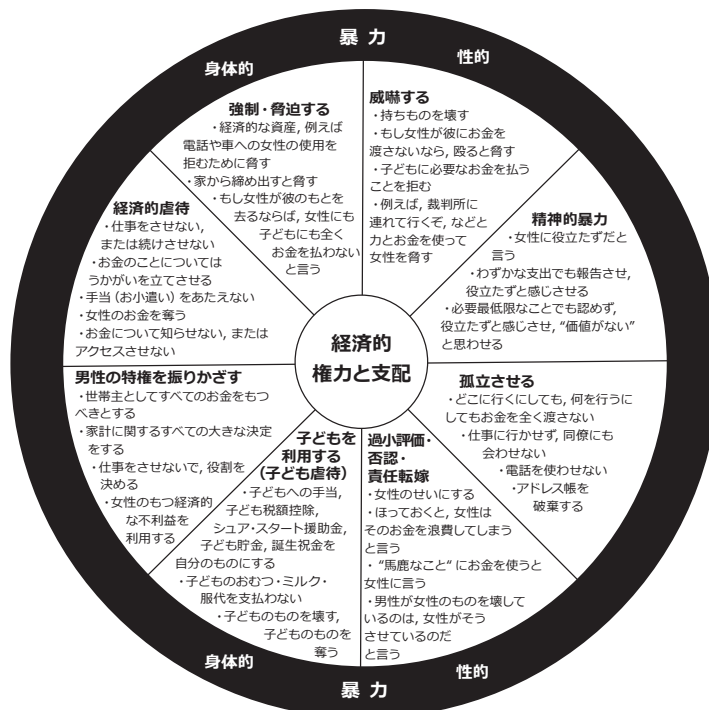 暴 力
身体的
性的
強制・脅迫する
・経済的な資産, 例えば
電話や車への女性の使用を
拒むために脅す
・家から締め出すと脅す
・もし女性が彼のもとを
去るならば, 女性にも
子どもにも全く
お金を払わない
と言う
威嚇する
・持ちものを壊す
・もし女性が彼にお金を
渡さないなら, 殴ると脅す
・子どもに必要なお金を払う
ことを拒む
・例えば, 裁判所に
連れて行くぞ, などと
力とお金を使って
女性を脅す
経済的虐待
・仕事をさせない,
または続けさせない
・お金のことについては
うかがいを立てさせる
・手当（お小遣い）をあたえない
・女性のお金を奪う
・お金について知らせない, または
アクセスさせない
精神的暴力
・女性に役立たずだと
言う
・わずかな支出でも報告させ,
役立たずと感じさせる
・必要最低限なことでも認めず,
役立たずと感じさせ, “価値がない”
と思わせる
経済的
権力と支配
男性の特権を振りかざす
・世帯主としてすべてのお金をもつ
べきとする
・家計に関するすべての大きな決定
をする
・仕事をさせないで, 役割を
決める
・女性のもつ経済的
な不利益を
利用する
孤立させる
・どこに行くにしても, 何を行うに
してもお金を全く渡さない
・仕事に行かせず, 同僚にも
会わせない
・電話を使わせない
・アドレス帳を
破棄する
子どもを
利用する
（子ども虐待）
・子どもへの手当,
子ども税額控除,
シュア・スタート援助金,
子ども貯金, 誕生祝金を
自分のものにする
・子どものおむつ・ミルク・
服代を支払わない
・子どものものを壊す,
子どものものを
奪う
過小評価・
否認・
責任転嫁
・女性のせいにする
・ほっておくと, 女性は
そのお金を浪費してしまう
と言う
・ “馬鹿なこと“ にお金を使うと
女性に言う
・男性が女性のものを壊して
いるのは, 女性がそう
させているのだ
と言う
身体的
性的
暴 力